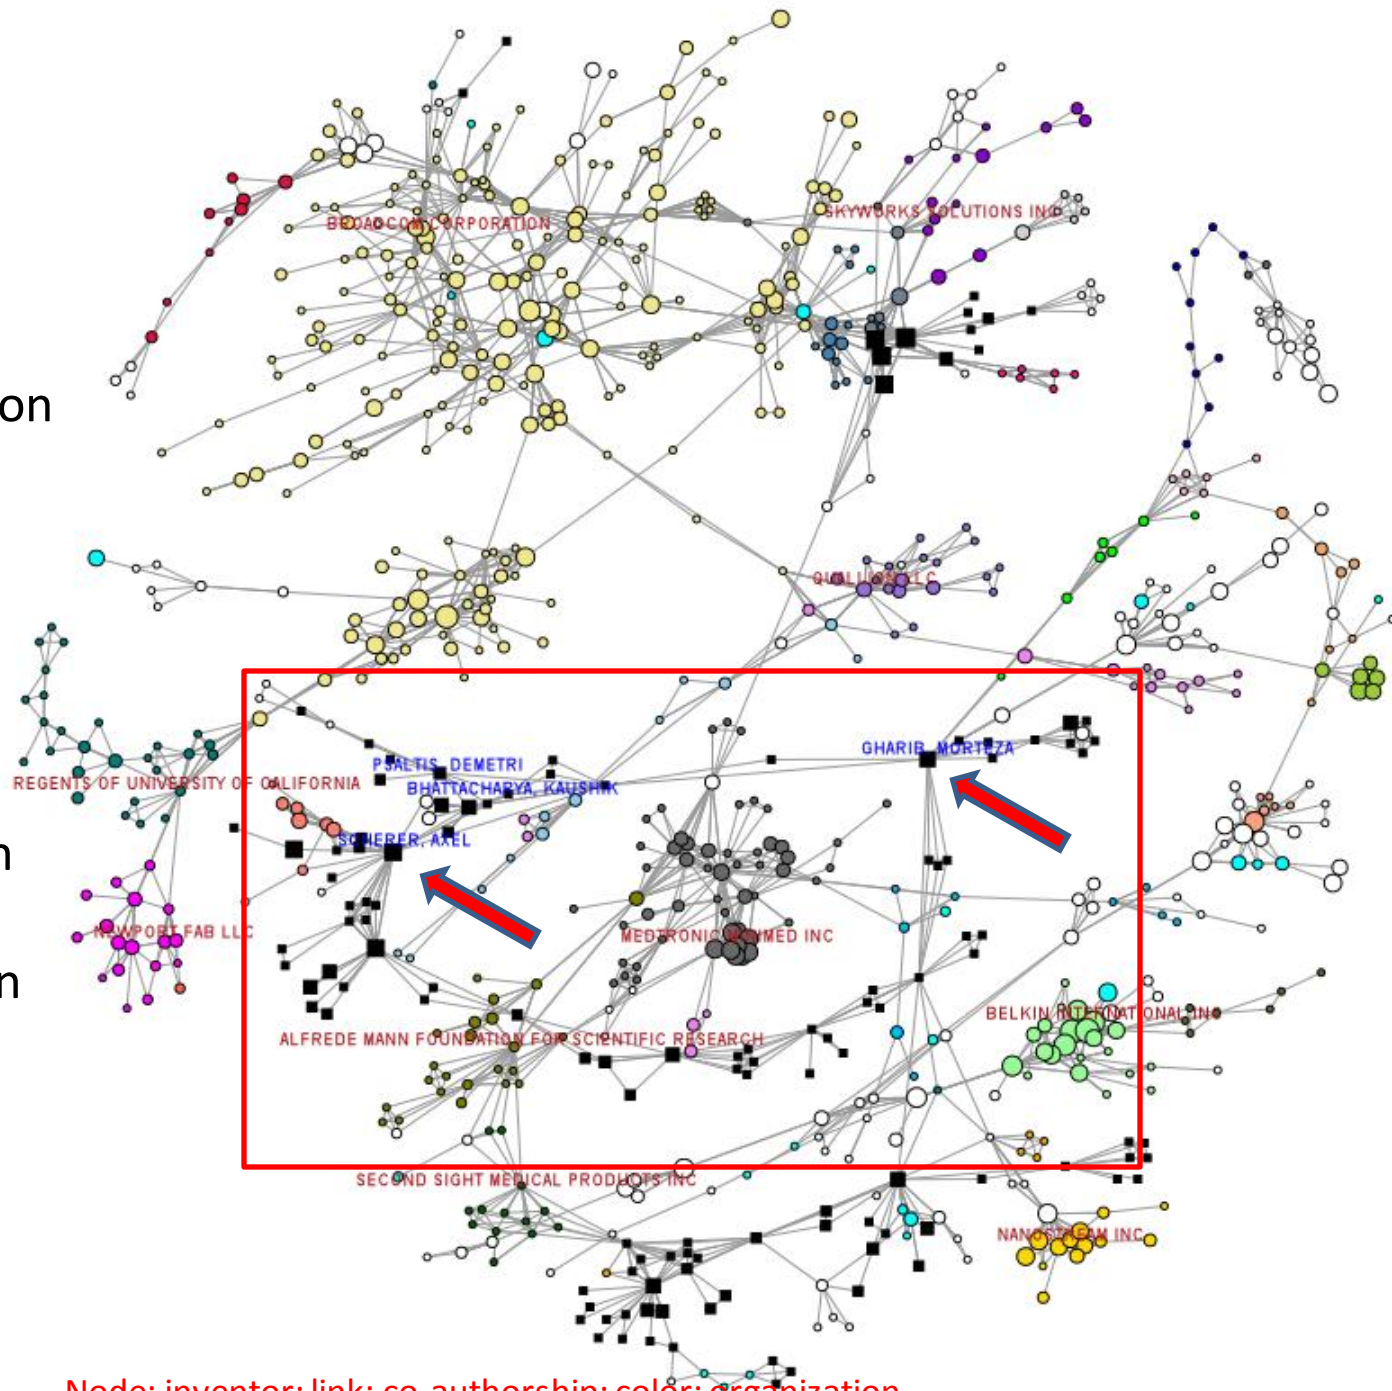 BROADCOM CORPORATION
SKYWORKS SOLUTIONS INC
on
QUALLION LLC
GHARIB, MORTEZA
PSALTIS, DEMETRI
REGENTS OF UNIVERSITY OF CALIFORNIA
BHATTACHARYA, KAUSHIK
SCHERER, AXEL
n
NEWPORT FAB LLC
MEDTRONIC MINIMED INC
n
BELKIN INTERNATIONAL INC
ALFREDE MANN FOUNDATION FOR SCIENTIFIC RESEARCH
SECOND SIGHT MEDICAL PRODUCTS INC
NANOSTREAM INC
Node: inventor; link: co-authorship; color: organization